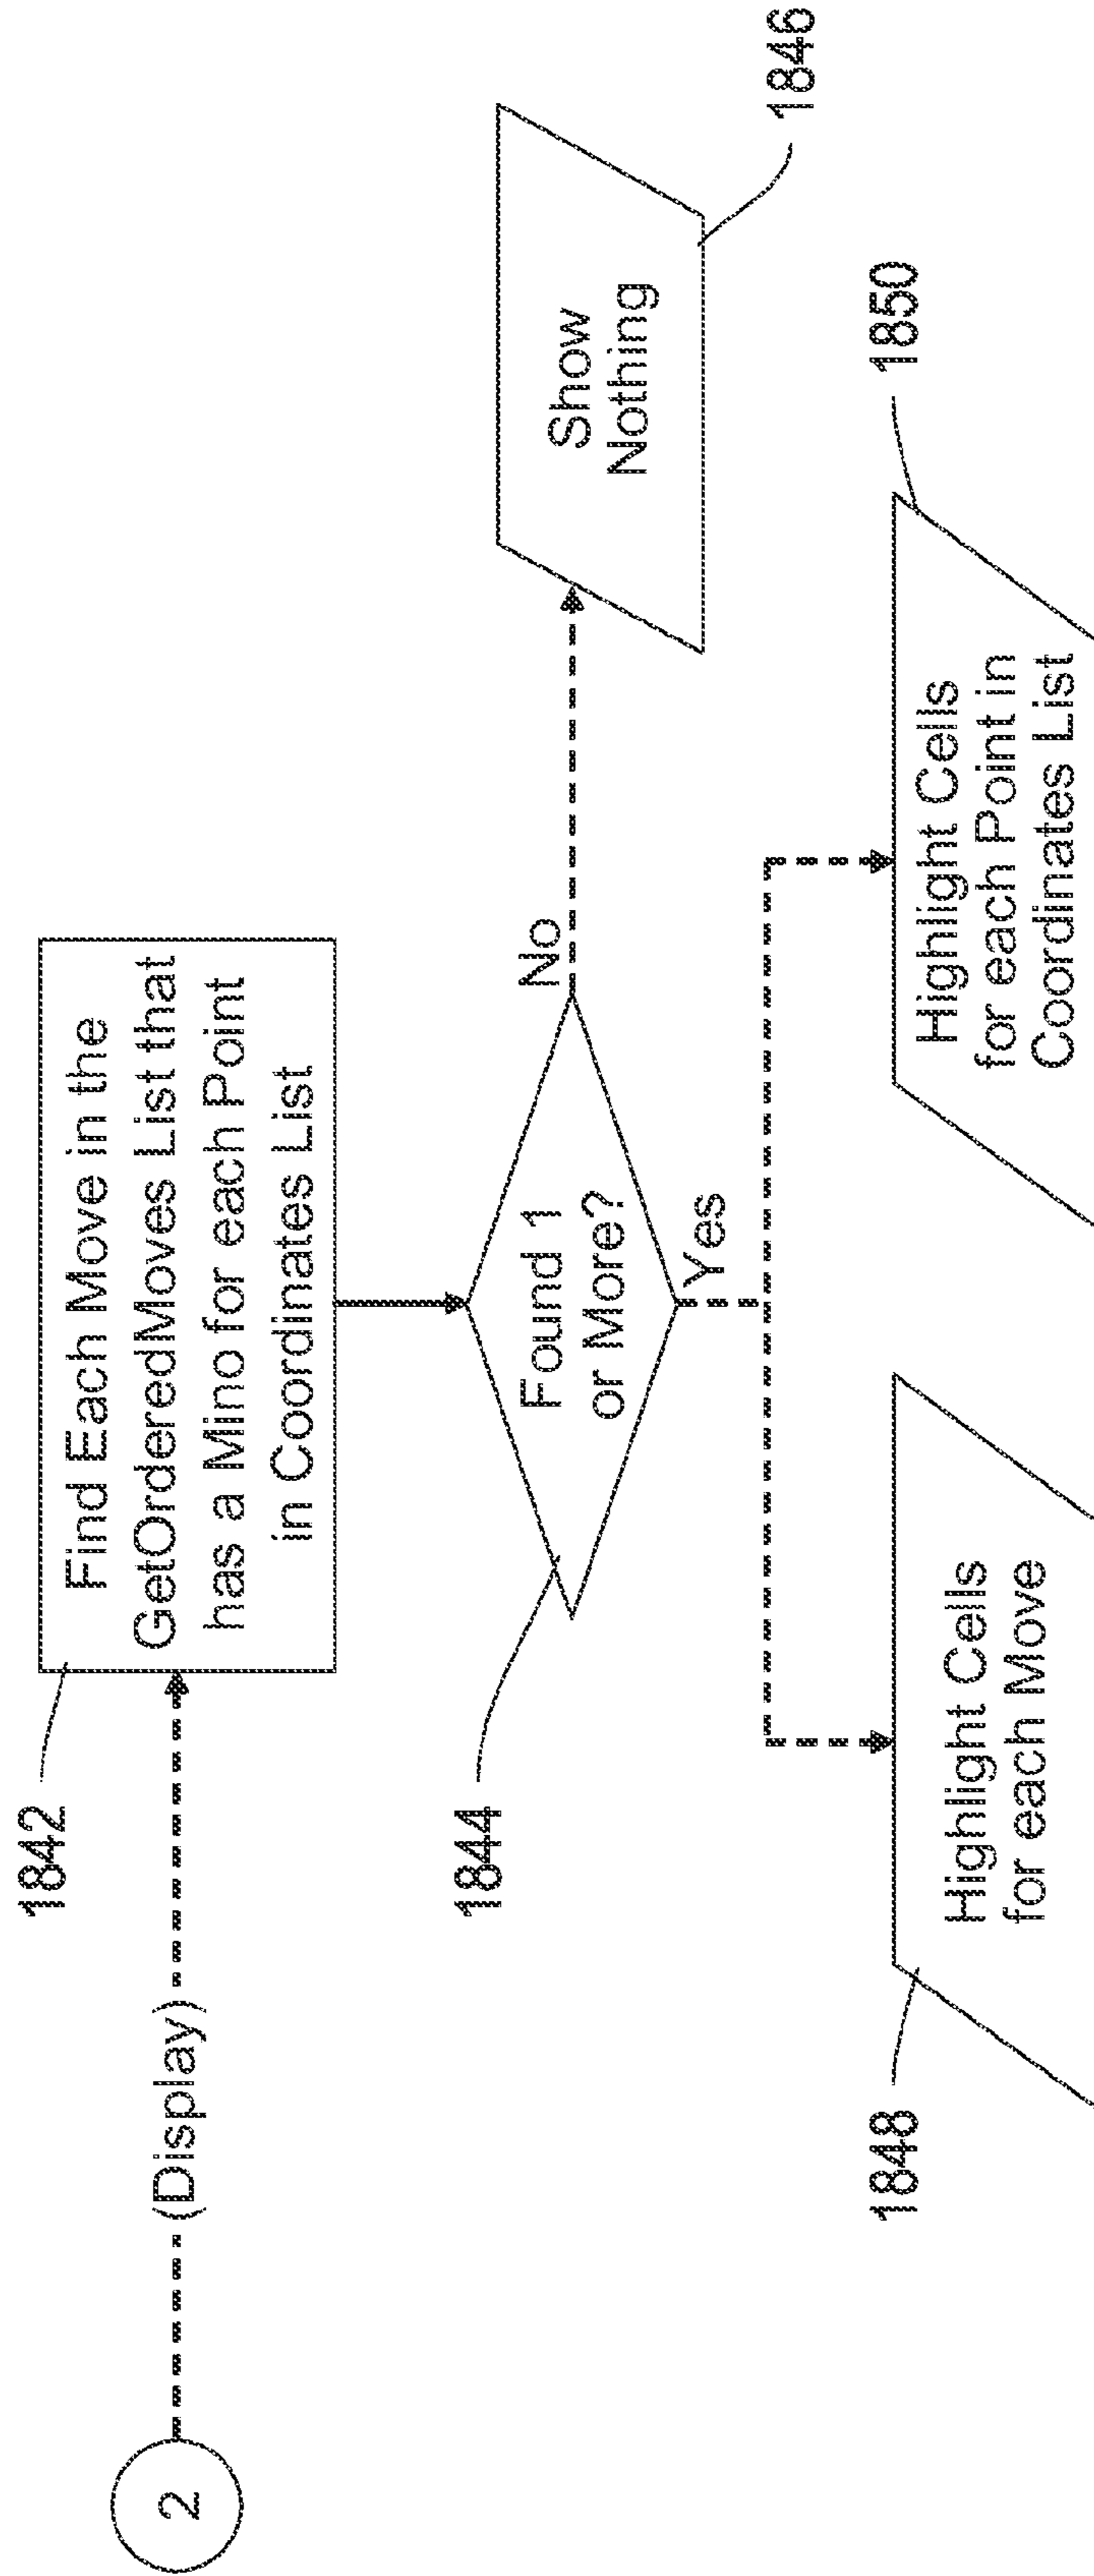 2
(Display)
1842
Find Each Move in the
GetOrderedMoves List that
has a Mino for each Point
in Coordinates List
1844
Found 1
or More?
No
Show
Nothing
1846
Yes
1848
Highlight Cells
for each Move
Highlight Cells
for each Point in
Coordinates List
1850